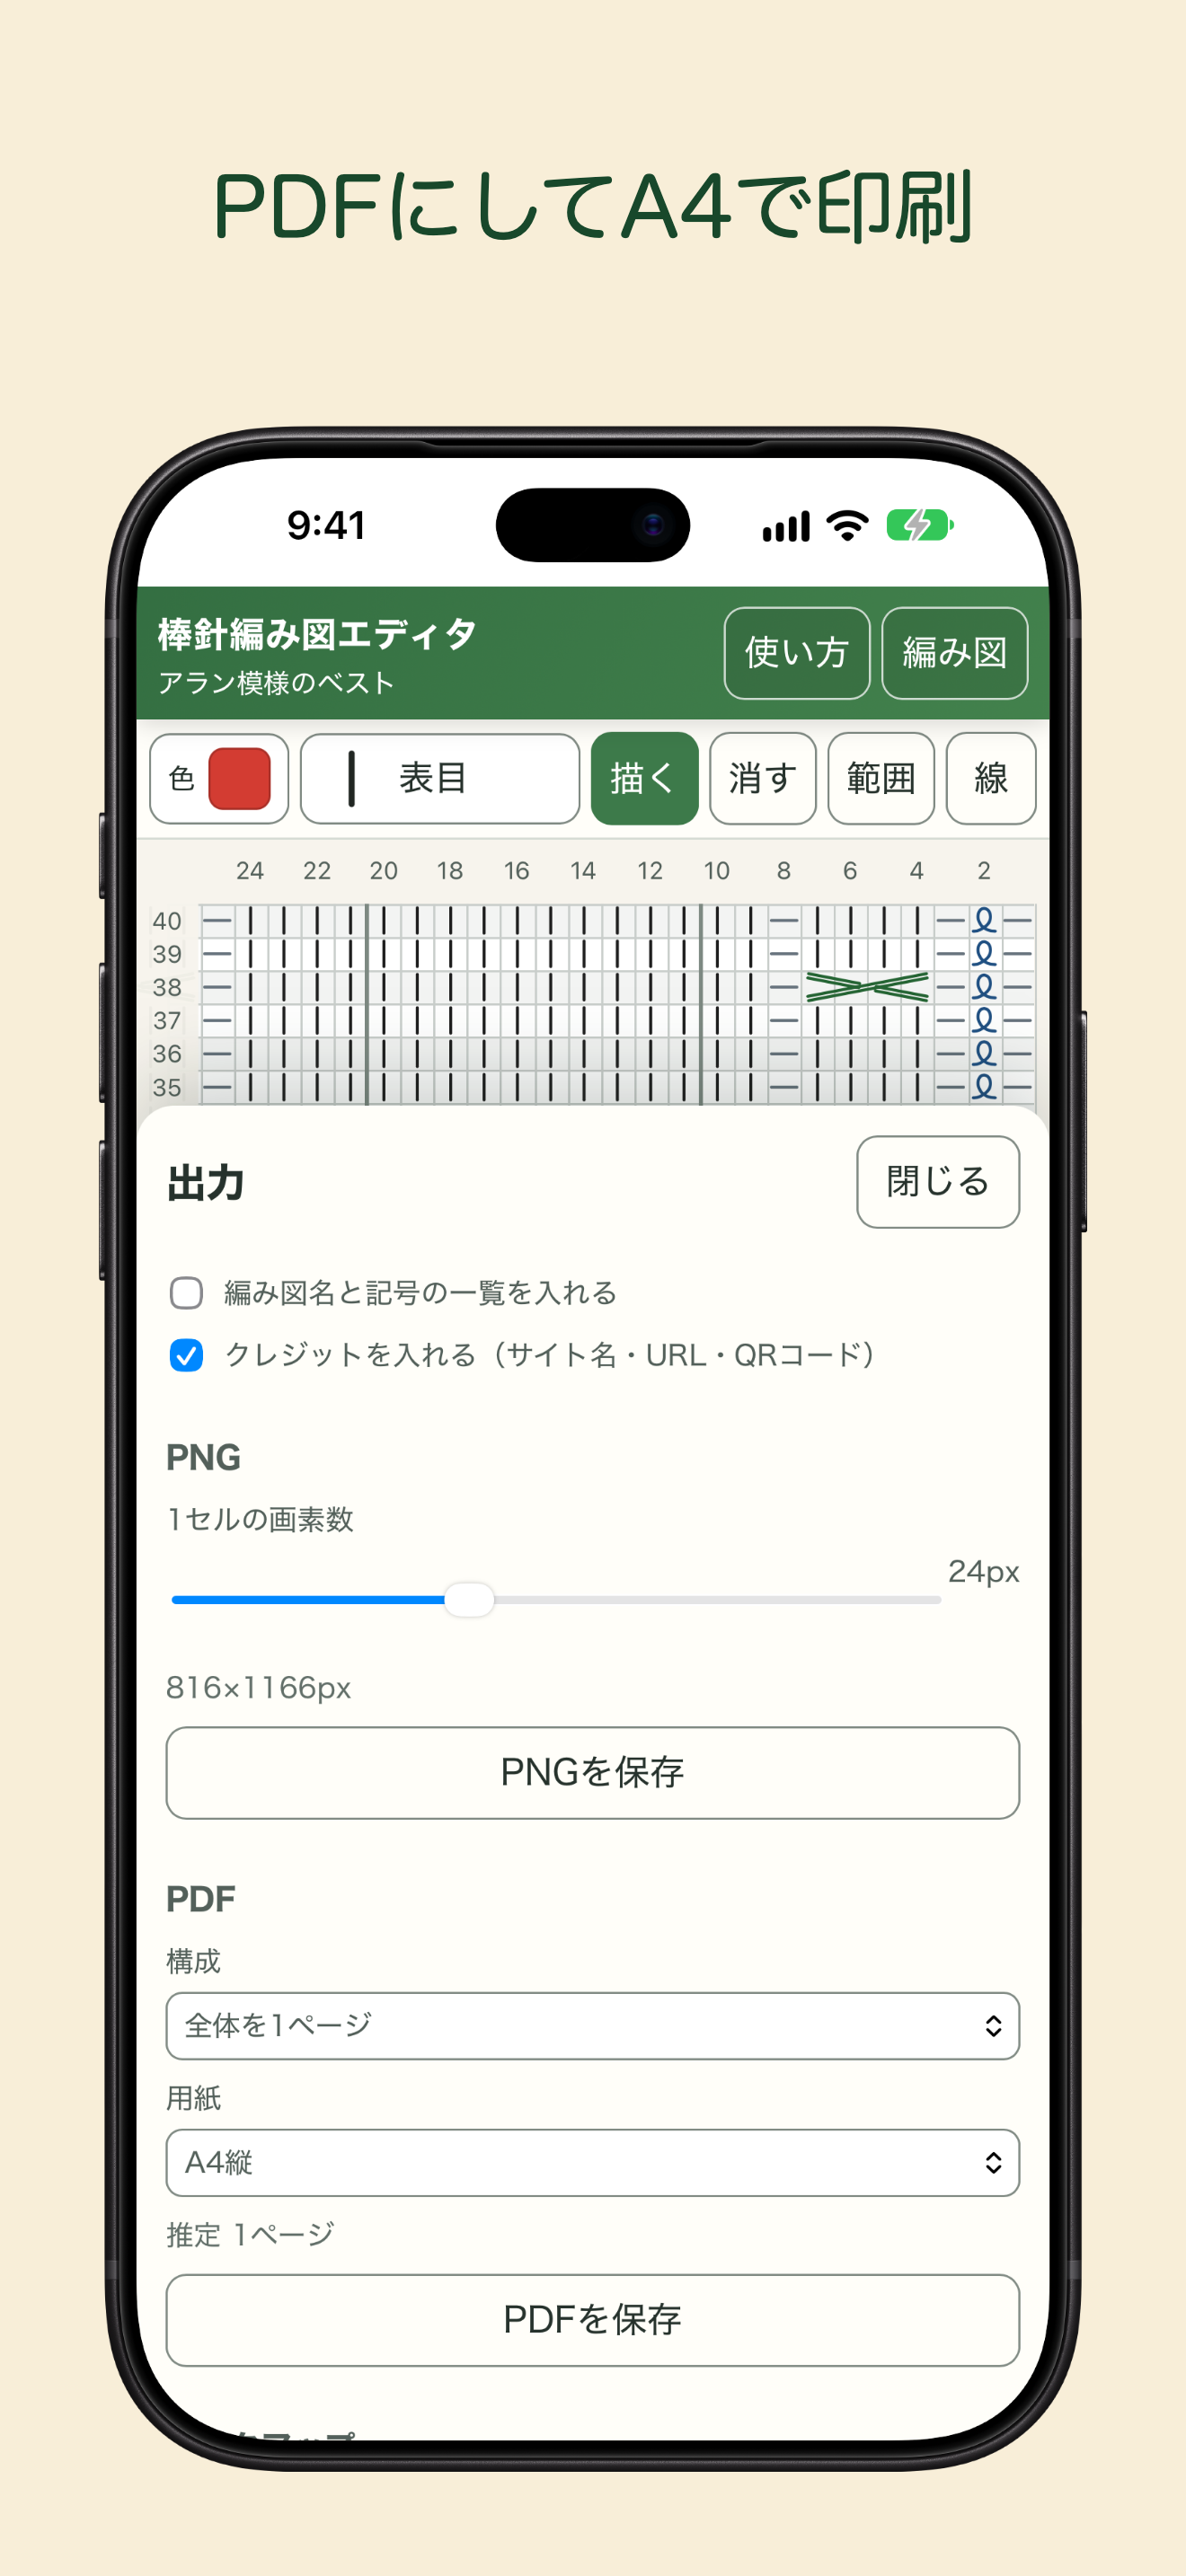 PDFにしてA4で印刷
9:41
棒針編み図エディタ
アラン模様のベスト
使い方
編み図
色
表目
描く
消す
範囲
線
24 22 20 18 16 14 12 10 8 6 4 2
40
39
38
37
36
35
出力
閉じる
編み図名と記号の一覧を入れる
クレジットを入れる（サイト名・URL・QRコード）
PNG
1セルの画素数
24px
816×1166px
PNGを保存
PDF
構成
全体を1ページ
用紙
A4縦
推定 1ページ
PDFを保存